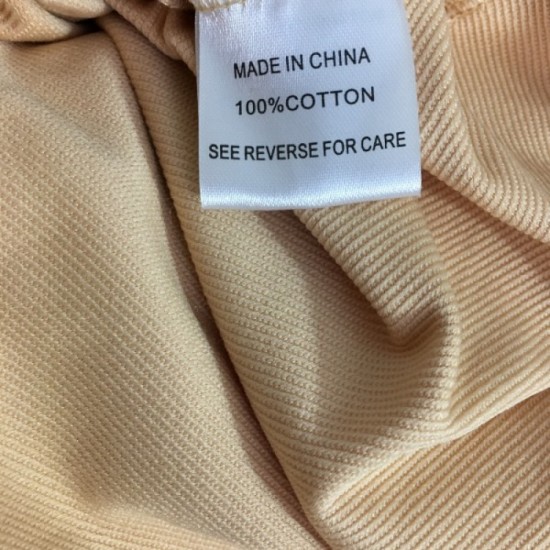 MADE IN CHINA
100%COTTON
SEE REVERSE FOR CARE